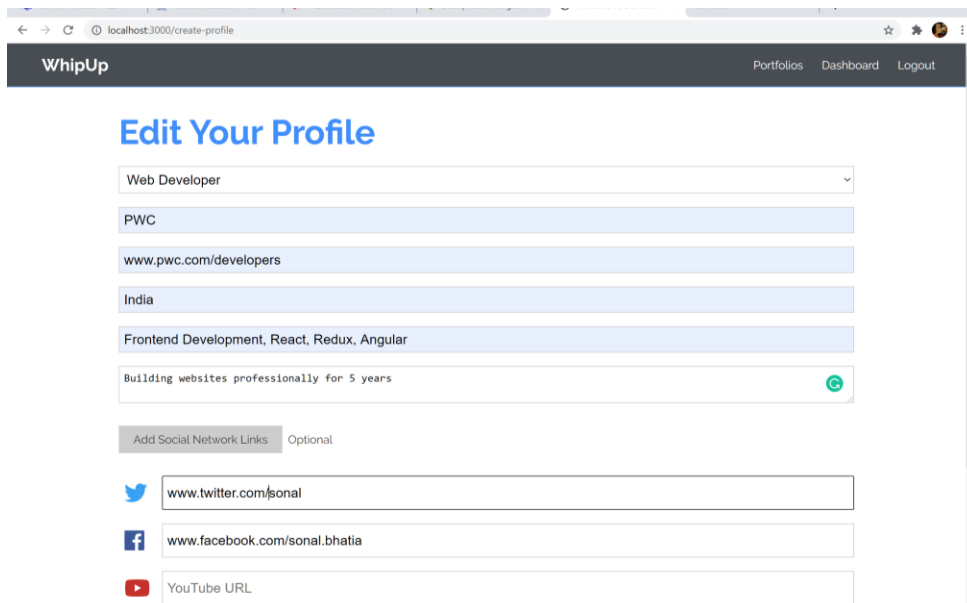 localhost:3000/create-profile
WhipUp
Portfolios Dashboard Logout
Edit Your Profile
Web Developer
PWC
www.pwc.com/developers
India
Frontend Development, React, Redux, Angular
Building websites professionally for 5 years
Add Social Network Links Optional
www.twitter.com/sonal
www.facebook.com/sonal.bhatia
YouTube URL